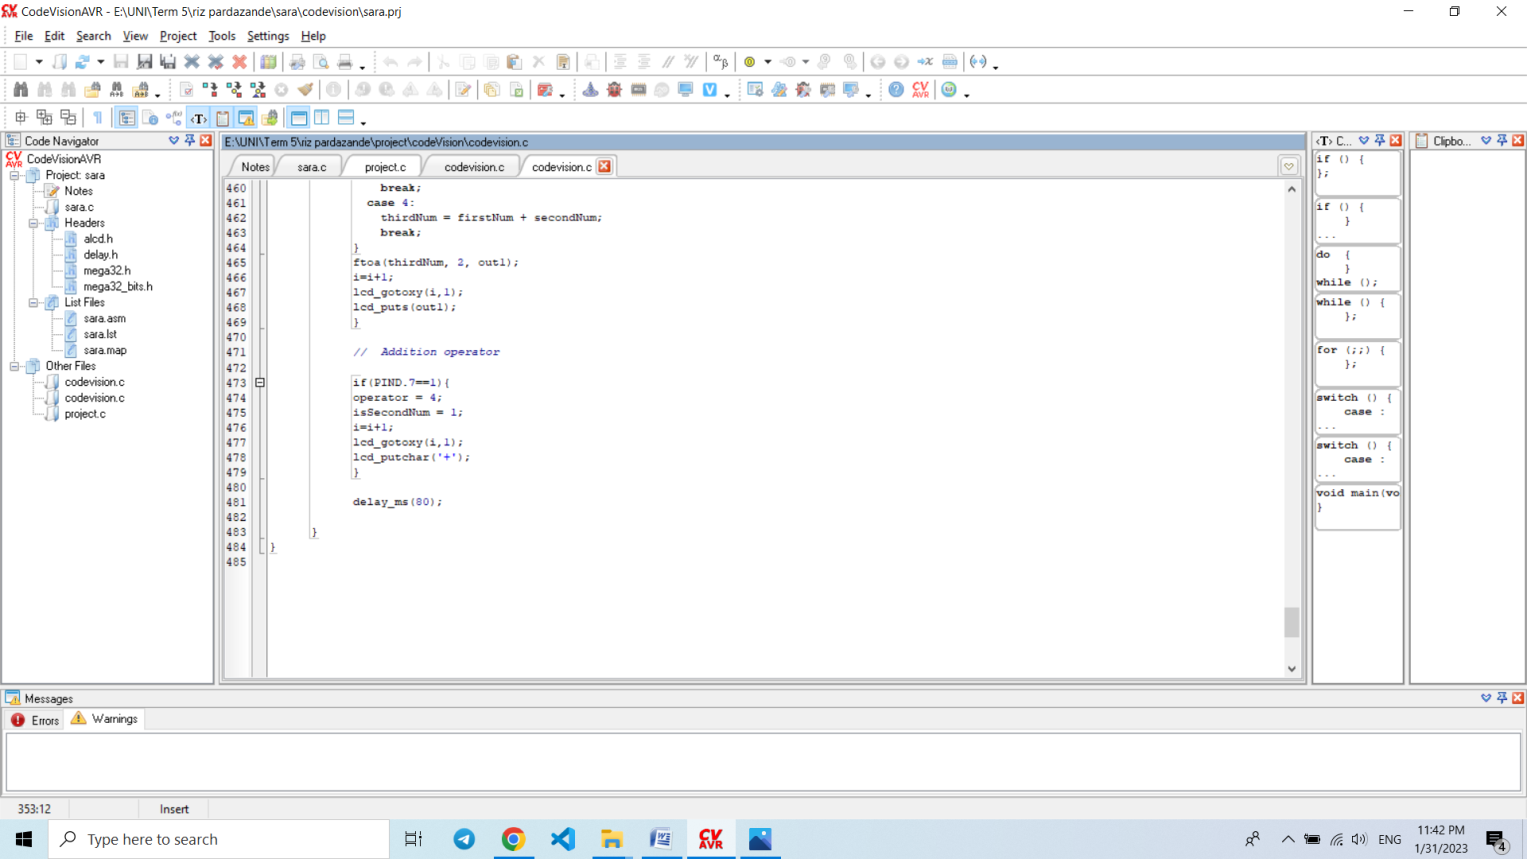 CodeVisionAVR - E:\UNI\Term 5\riz pardazande\sara\codevision\sara.prj
File Edit Search View Project Tools Settings Help
Code Navigator
CodeVisionAVR
Project: sara
Notes
sara.c
Headers
alcd.h
delay.h
mega32.h
mega32_bits.h
List Files
sara.asm
sara.lst
sara.map
Other Files
codevision.c
codevision.c
project.c
E:\UNI\Term 5\riz pardazande\project\codeVision\codevision.c
Notes sara.c project.c codevision.c codevision.c
460 break;
461 case 4:
462 thirdNum = firstNum + secondNum;
463 break;
464 }
465 ftoa(thirdNum, 2, out1);
466 i=i+1;
467 lcd_gotoxy(i,1);
468 lcd_puts(out1);
469 }
470
471 // Addition operator
472
473 if(PIND.7==1){
474 operator = 4;
475 isSecondNum = 1;
476 i=i+1;
477 lcd_gotoxy(i,1);
478 lcd_putchar('+');
479 }
480
481 delay_ms(80);
482
483 }
484 }
485
<T> C...
if () {
};
if () {
}
...
do {
}
while ();
while () {
};
for (;;) {
};
switch () {
case :
...
switch () {
case :
...
void main(vo
}
Clipbo...
Messages
Errors Warnings
353:12 Insert
Type here to search
ENG
11:42 PM
1/31/2023
4